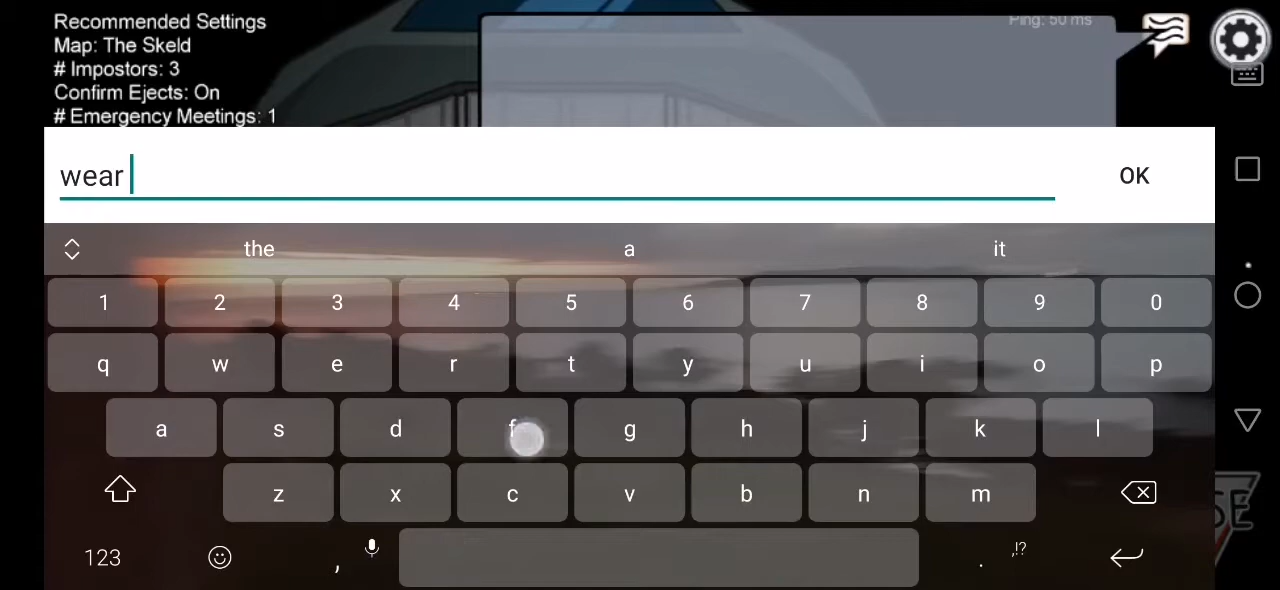 Recommended Settings
Map: The Skeld
# Impostors: 3
Confirm Ejects: On
# Emergency Meetings: 1
Ping: 50 ms
wear
OK
the a it
1 2 3 4 5 6 7 8 9 0
q w e r t y u i o p
a s d f g h j k l
z x c v b n m
123 , . ,!?
SE